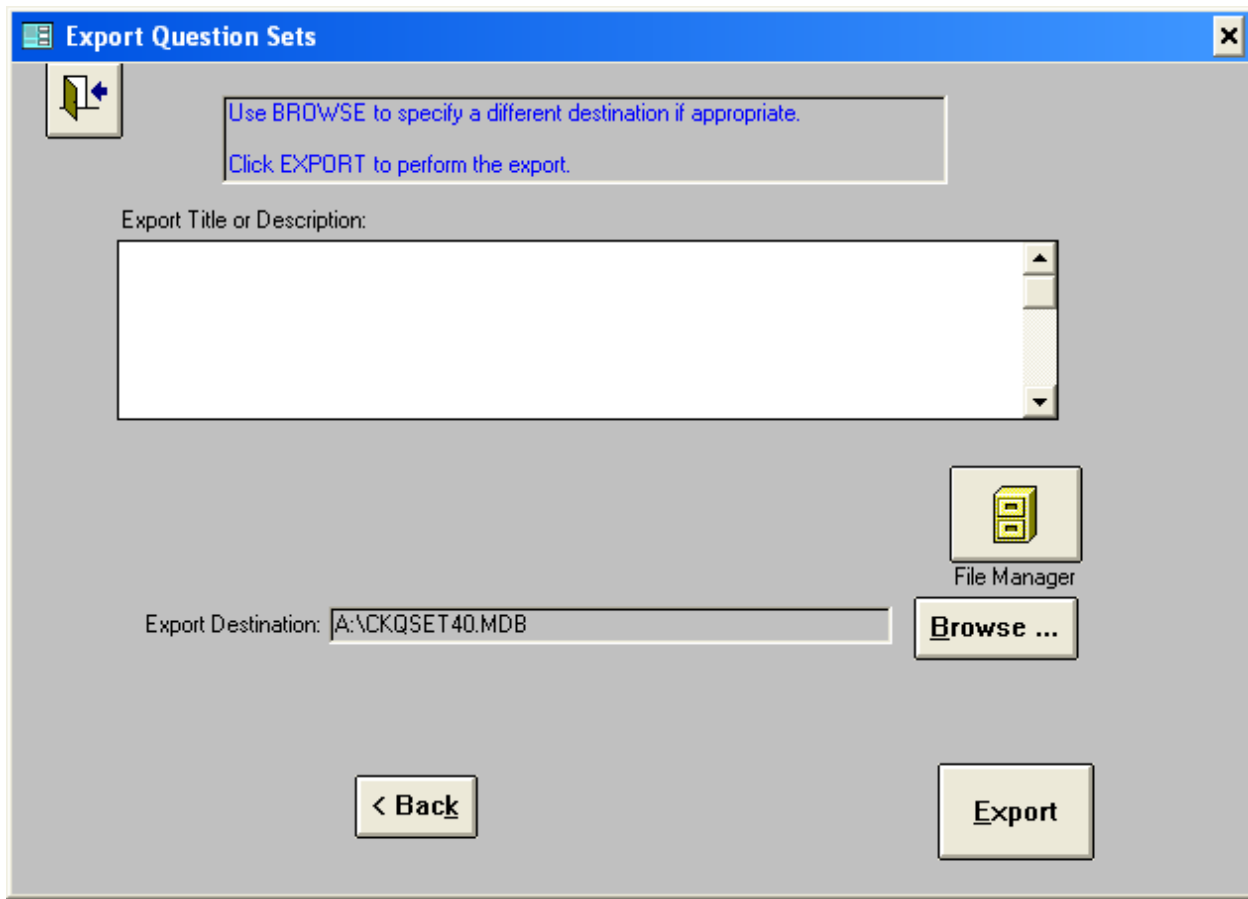 Export Question Sets
Use BROWSE to specify a different destination if appropriate.
Click EXPORT to perform the export.
Export Title or Description:
File Manager
Export Destination: A:\CKQSET40.MDB
Browse ...
< Back
Export